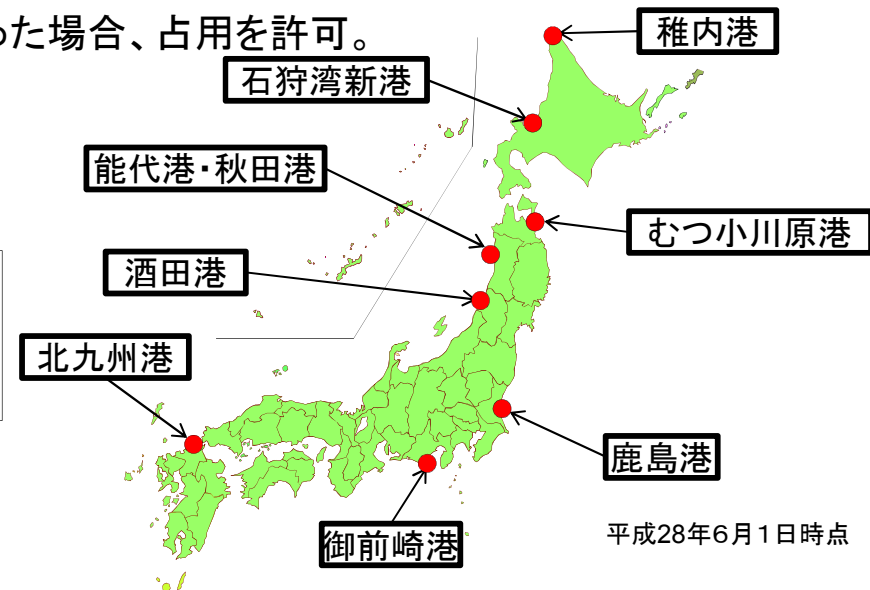 った場合、占用を許可。
稚内港
石狩湾新港
能代港・秋田港
むつ小川原港
酒田港
北九州港
鹿島港
御前崎港
平成28年6月1日時点